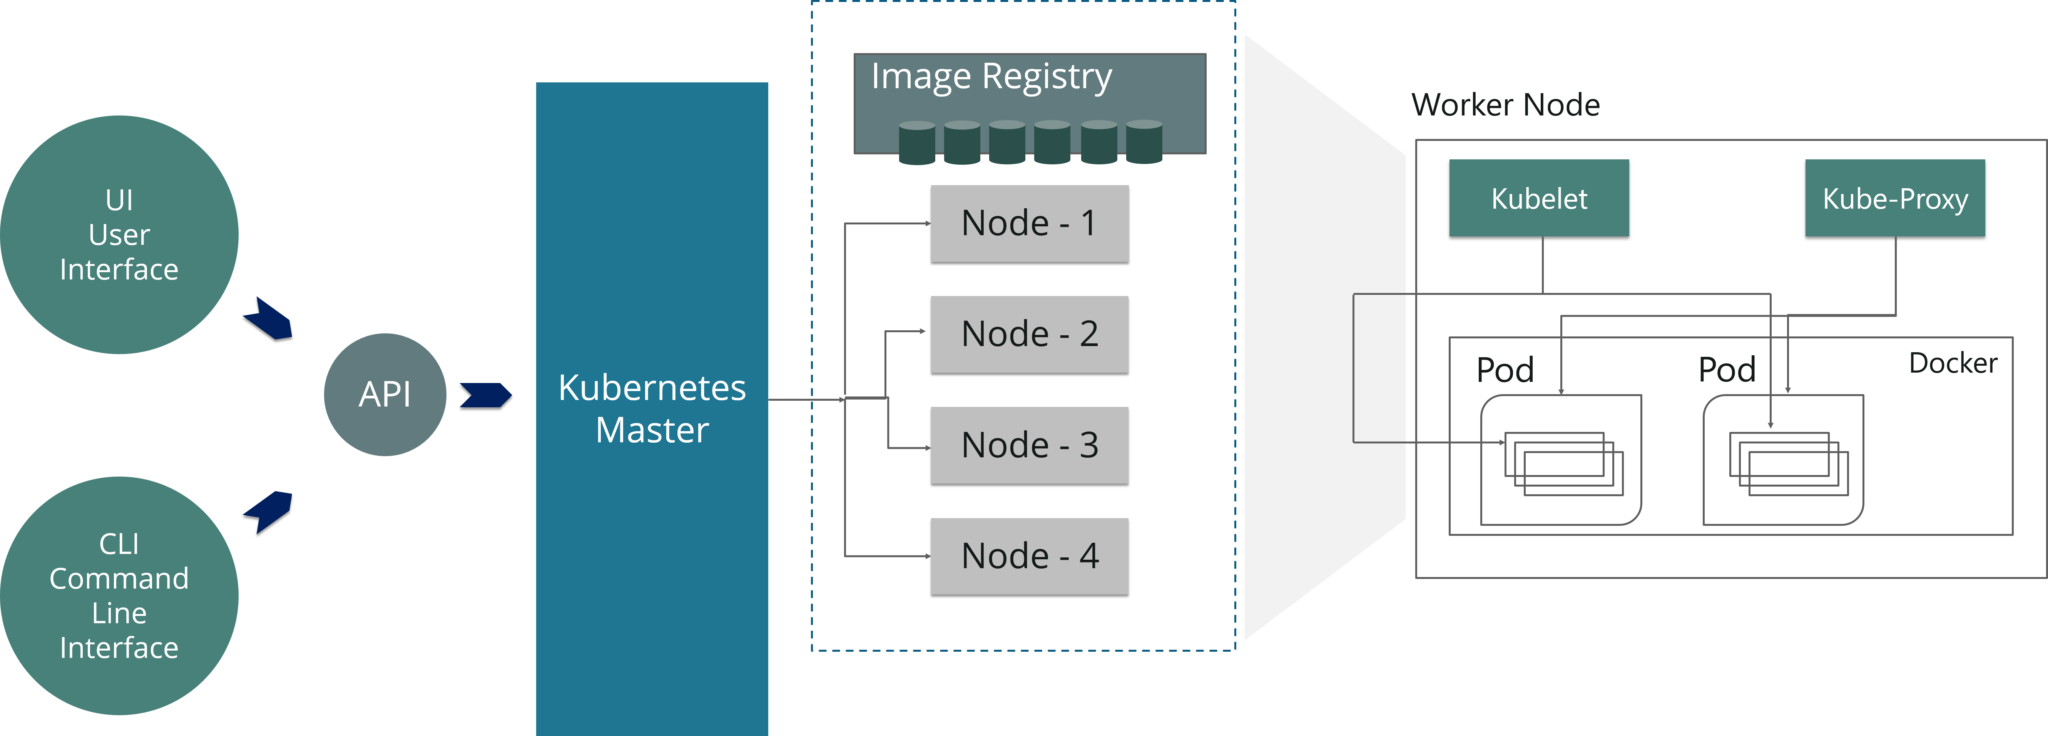 UI
User
Interface
CLI
Command
Line
Interface
API
Kubernetes
Master
Image Registry
Node - 1
Node - 2
Node - 3
Node - 4
Worker Node
Kubelet
Kube-Proxy
Pod
Pod
Docker